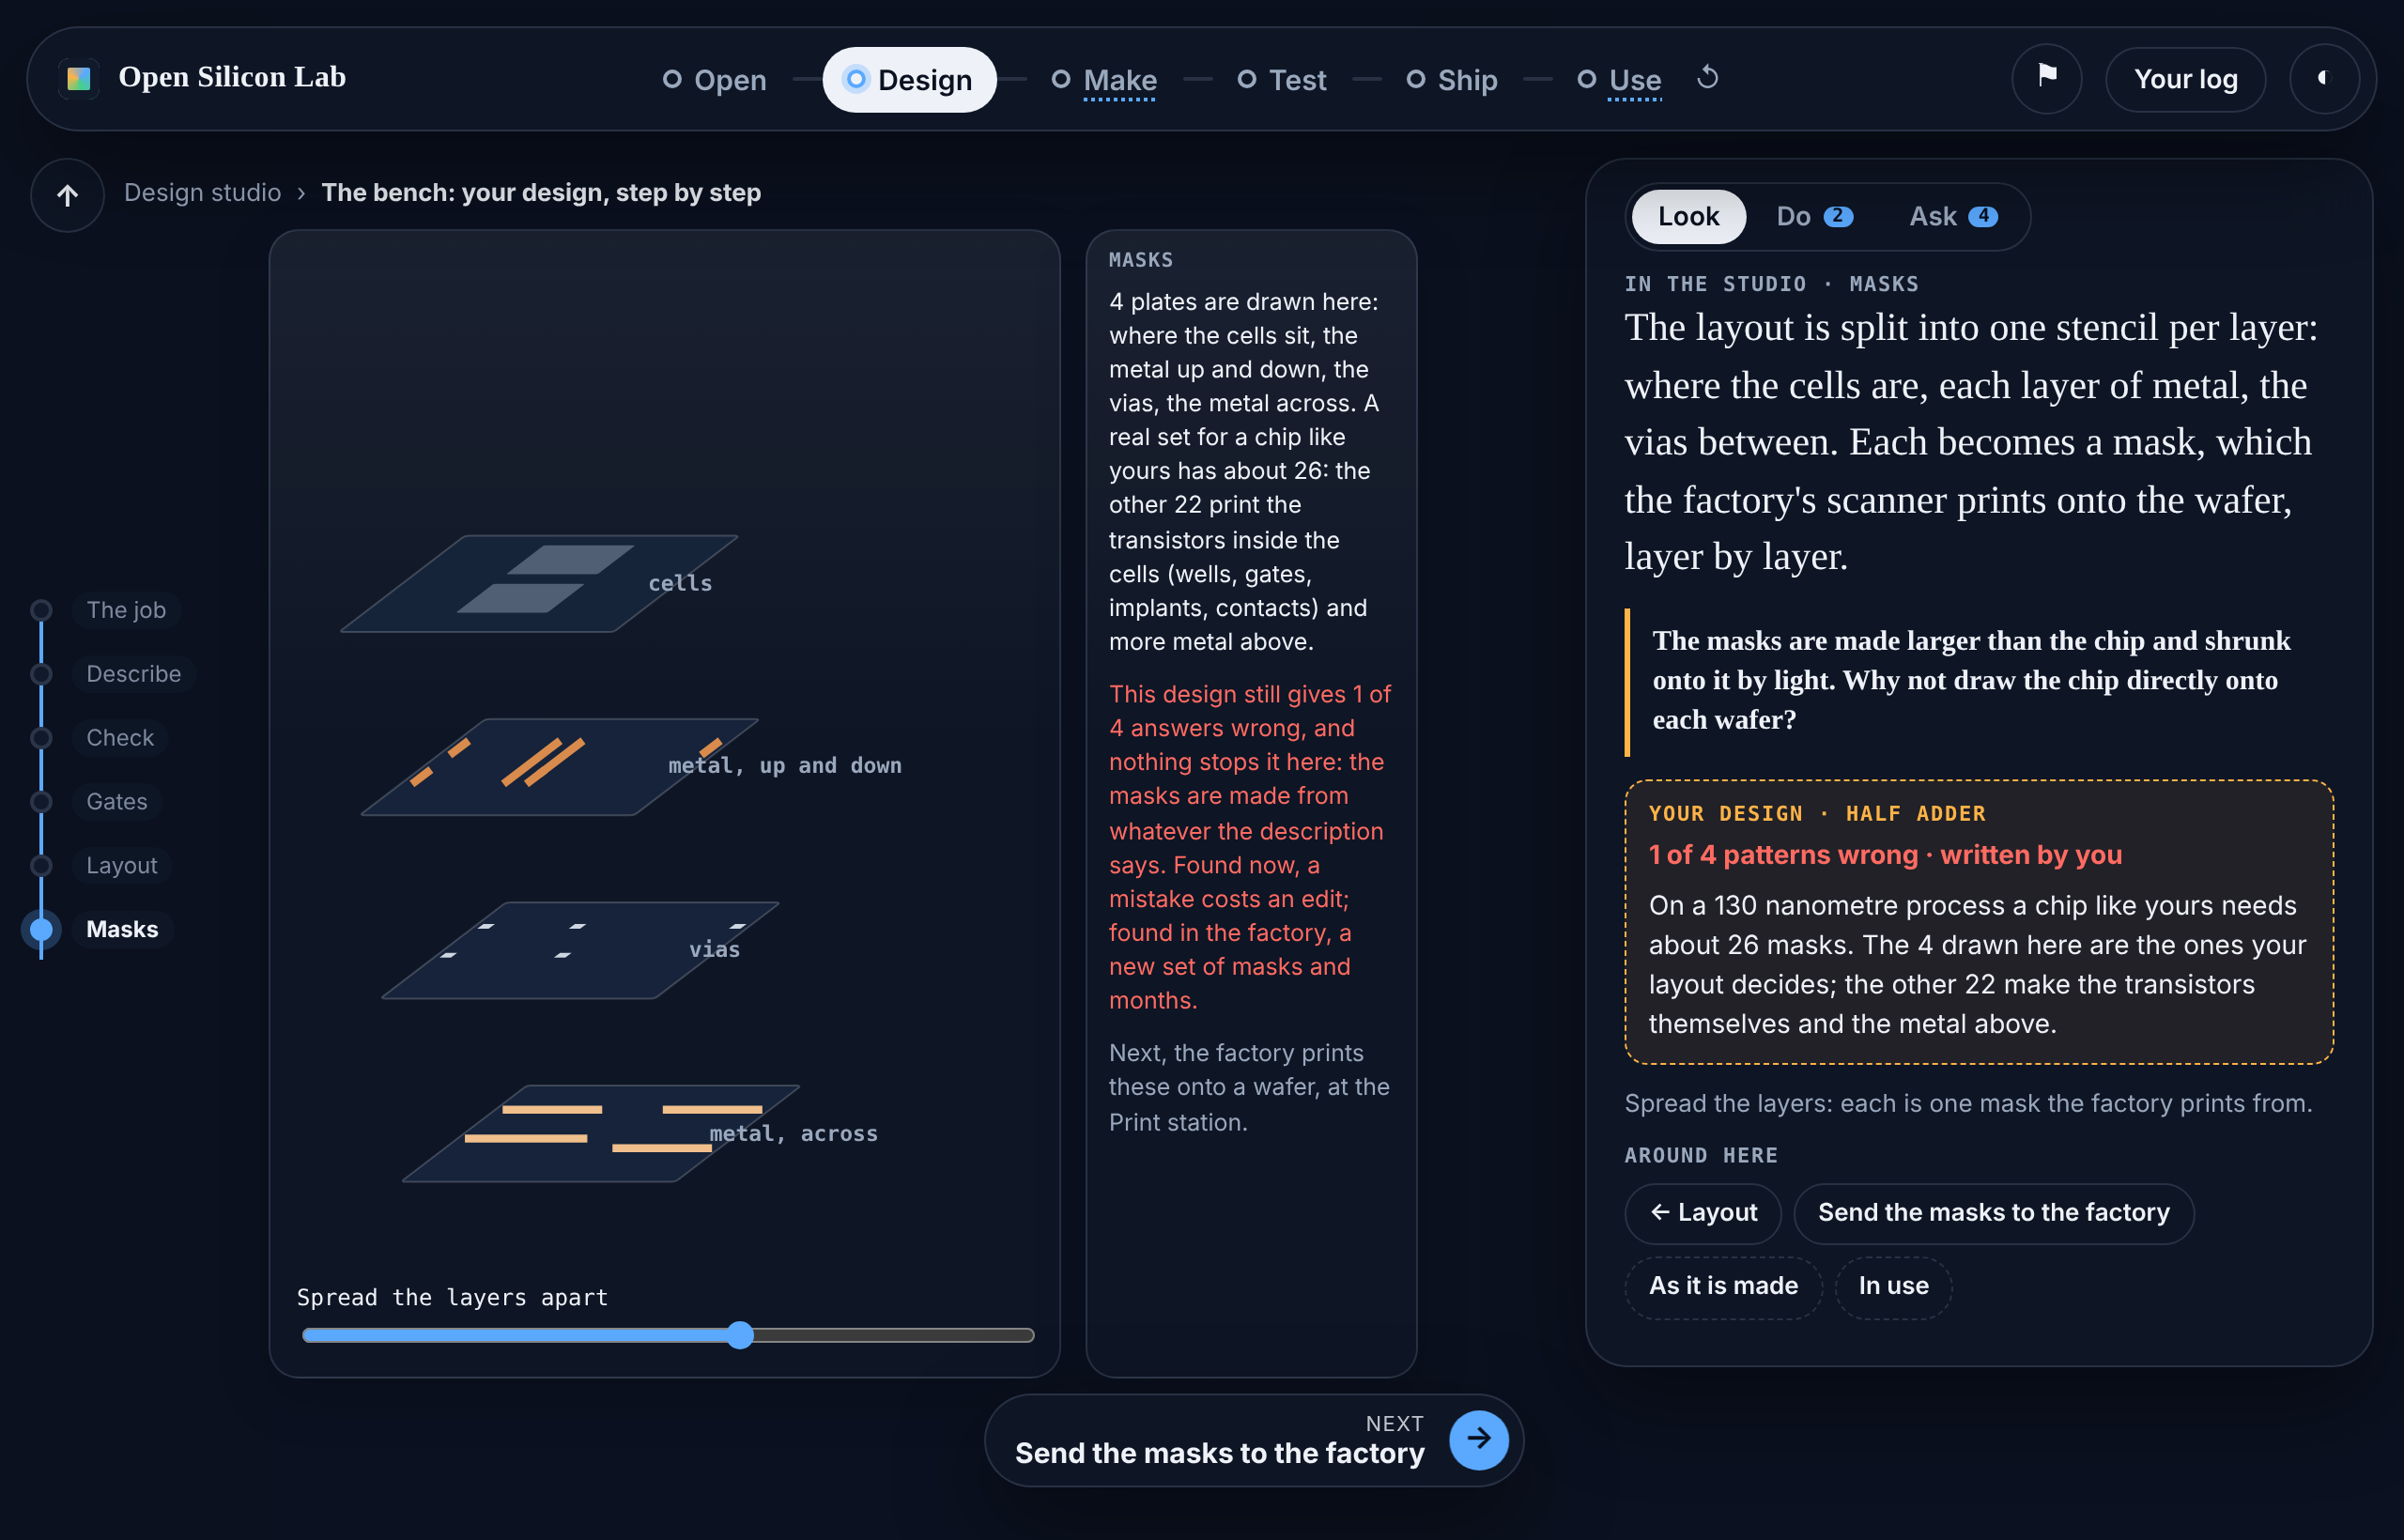 Open Silicon Lab
Open
Design
Make
Test
Ship
Use
Your log
Design studio › The bench: your design, step by step
The job
Describe
Check
Gates
Layout
Masks
cells
metal, up and down
vias
metal, across
Spread the layers apart
MASKS
4 plates are drawn here:
where the cells sit, the
metal up and down, the
vias, the metal across. A
real set for a chip like
yours has about 26: the
other 22 print the
transistors inside the
cells (wells, gates,
implants, contacts) and
more metal above.
This design still gives 1 of
4 answers wrong, and
nothing stops it here: the
masks are made from
whatever the description
says. Found now, a
mistake costs an edit;
found in the factory, a
new set of masks and
months.
Next, the factory prints
these onto a wafer, at the
Print station.
NEXT
Send the masks to the factory
Look
Do 2
Ask 4
IN THE STUDIO · MASKS
The layout is split into one stencil per layer:
where the cells are, each layer of metal, the
vias between. Each becomes a mask, which
the factory's scanner prints onto the wafer,
layer by layer.
The masks are made larger than the chip and shrunk
onto it by light. Why not draw the chip directly onto
each wafer?
YOUR DESIGN · HALF ADDER
1 of 4 patterns wrong · written by you
On a 130 nanometre process a chip like yours needs
about 26 masks. The 4 drawn here are the ones your
layout decides; the other 22 make the transistors
themselves and the metal above.
Spread the layers: each is one mask the factory prints from.
AROUND HERE
← Layout
Send the masks to the factory
As it is made
In use